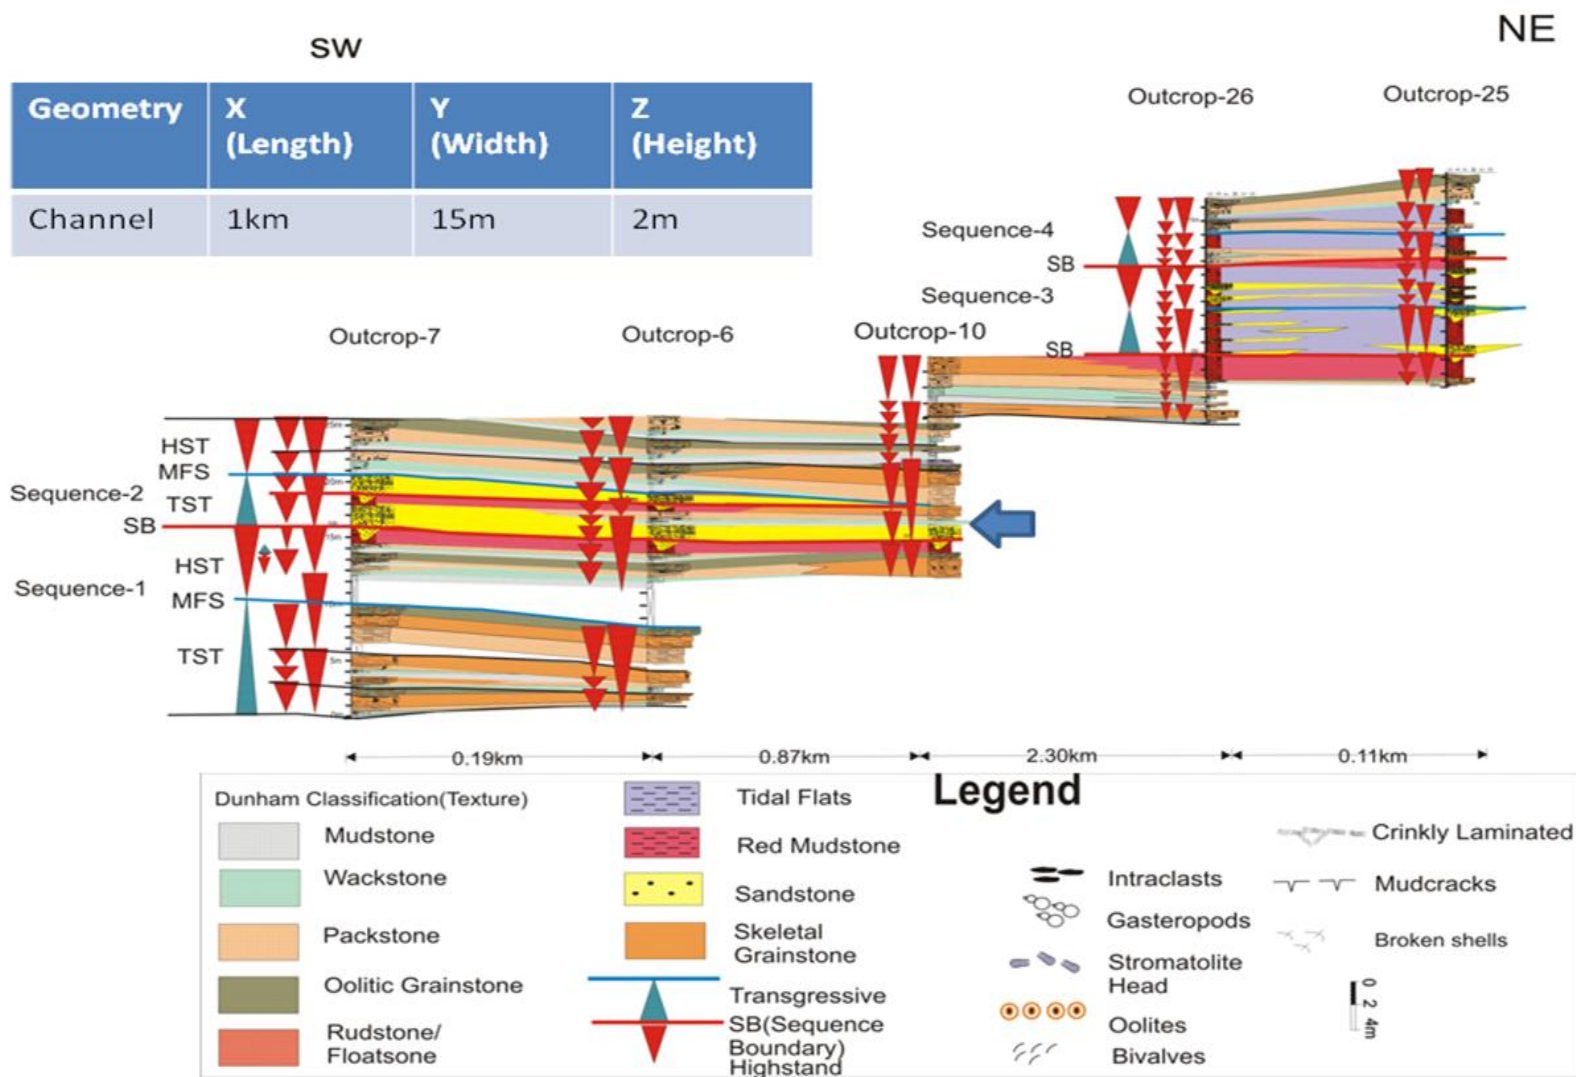 SW
NE
Geometry X (Length) Y (Width) Z (Height)
Channel 1km 15m 2m
Outcrop-26
Outcrop-25
Sequence-4
SB
Sequence-3
SB
Outcrop-7
Outcrop-6
Outcrop-10
HST
MFS
Sequence-2
TST
SB
HST
Sequence-1
MFS
TST
5m
0.19km
0.87km
2.30km
0.11km
Legend
Dunham Classification(Texture)
Mudstone
Wackstone
Packstone
Oolitic Grainstone
Rudstone/
Floatsone
Tidal Flats
Red Mudstone
Sandstone
Skeletal
Grainstone
Transgressive
SB(Sequence
Boundary)
Highstand
Intraclasts
Gasteropods
Stromatolite
Head
Oolites
Bivalves
Crinkly Laminated
Mudcracks
Broken shells
0 2 4m